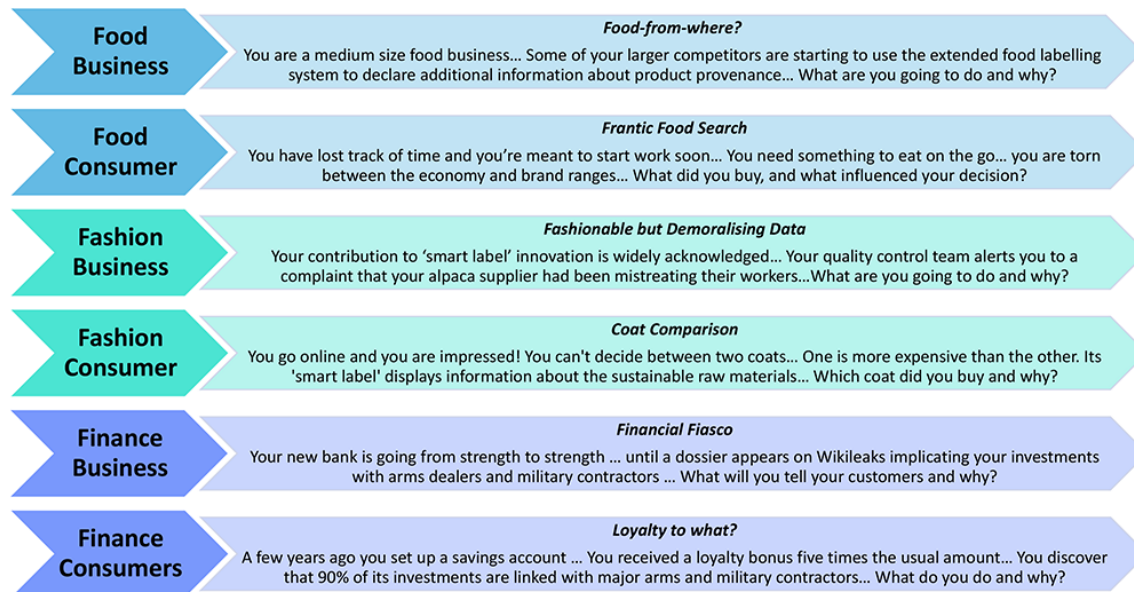 Food
Business
Food-from-where?
You are a medium size food business… Some of your larger competitors are starting to use the extended food labelling
system to declare additional information about product provenance… What are you going to do and why?
Food
Consumer
Frantic Food Search
You have lost track of time and you’re meant to start work soon… You need something to eat on the go… you are torn
between the economy and brand ranges… What did you buy, and what influenced your decision?
Fashion
Business
Fashionable but Demoralising Data
Your contribution to ‘smart label’ innovation is widely acknowledged… Your quality control team alerts you to a
complaint that your alpaca supplier had been mistreating their workers…What are you going to do and why?
Fashion
Consumer
Coat Comparison
You go online and you are impressed! You can't decide between two coats… One is more expensive than the other. Its
'smart label' displays information about the sustainable raw materials… Which coat did you buy and why?
Finance
Business
Financial Fiasco
Your new bank is going from strength to strength … until a dossier appears on Wikileaks implicating your investments
with arms dealers and military contractors … What will you tell your customers and why?
Finance
Consumers
Loyalty to what?
A few years ago you set up a savings account … You received a loyalty bonus five times the usual amount… You discover
that 90% of its investments are linked with major arms and military contractors… What do you do and why?